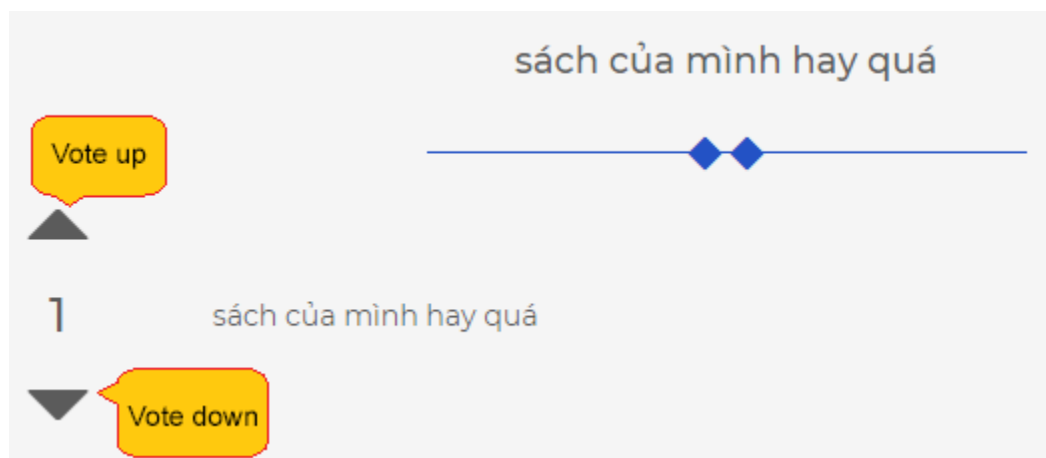 sách của mình hay quá
Vote up
1
sách của mình hay quá
Vote down